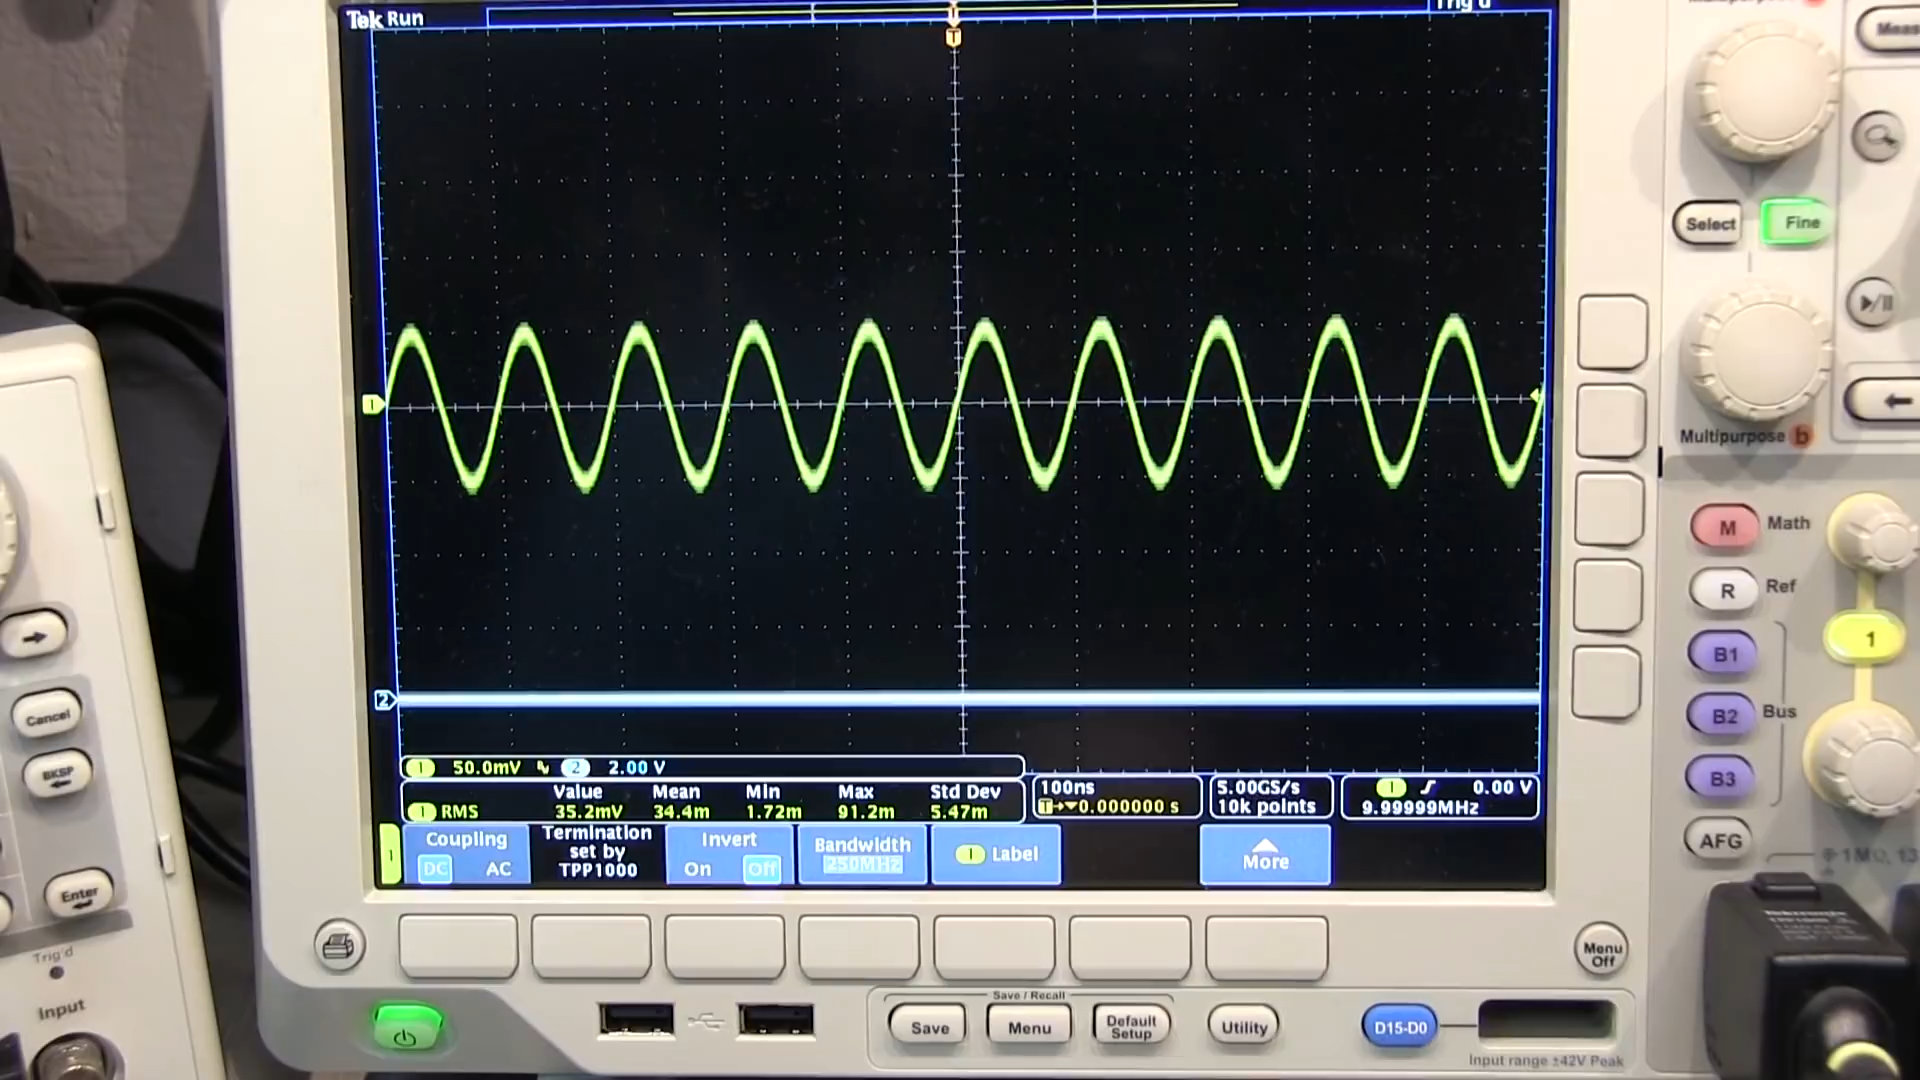 Tek Run
Trig'd
T
1
2
1 50.0mV 2 2.00 V
Value Mean Min Max Std Dev
1 RMS 35.2mV 34.4m 1.72m 91.2m 5.47m
100ns
T→▼0.000000 s
5.00GS/s
10k points
1 0.00 V
9.99999MHz
1
Coupling
DC AC
Termination
set by
TPP1000
Invert
On Off
Bandwidth
250MHz
1 Label
More
Select
Fine
Multipurpose b
M Math
R Ref
B1
B2 Bus
B3
1
AFG
Menu
Off
Cancel
BKSP
Enter
Trig'd
Input
Save / Recall
Save
Menu
Default
Setup
Utility
D15-D0
Input range ±42V Peak